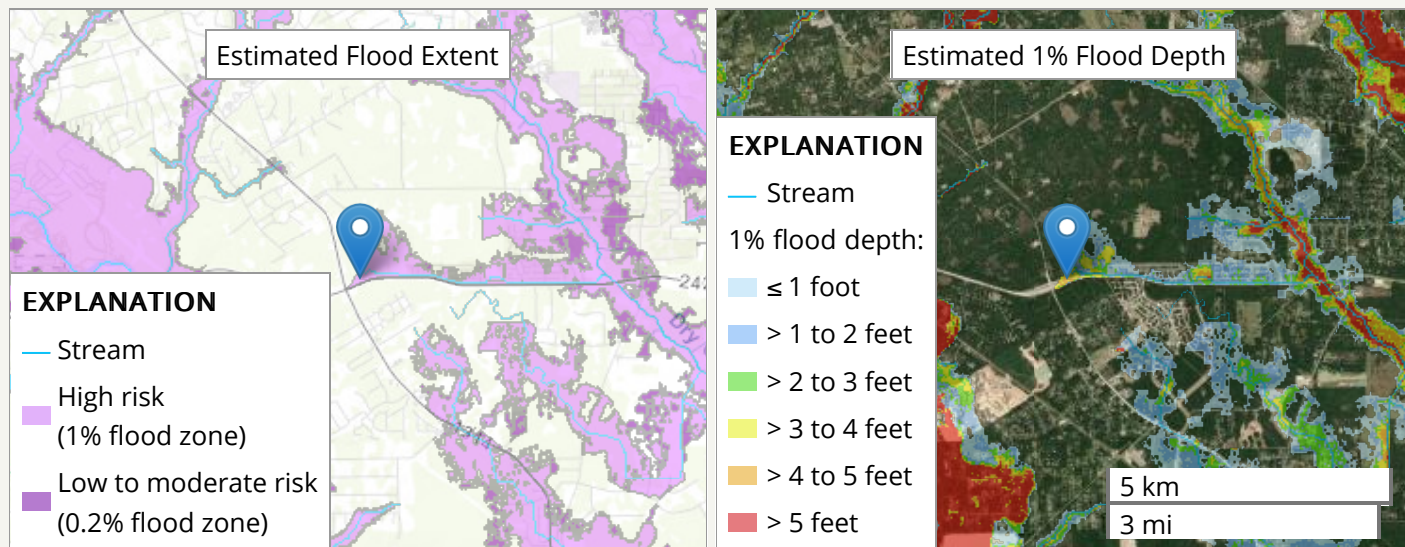 Estimated Flood Extent
EXPLANATION
Stream
High risk
(1% flood zone)
Low to moderate risk
(0.2% flood zone)
Dry
Estimated 1% Flood Depth
EXPLANATION
Stream
1% flood depth:
≤ 1 foot
> 1 to 2 feet
> 2 to 3 feet
> 3 to 4 feet
> 4 to 5 feet
> 5 feet
5 km
3 mi